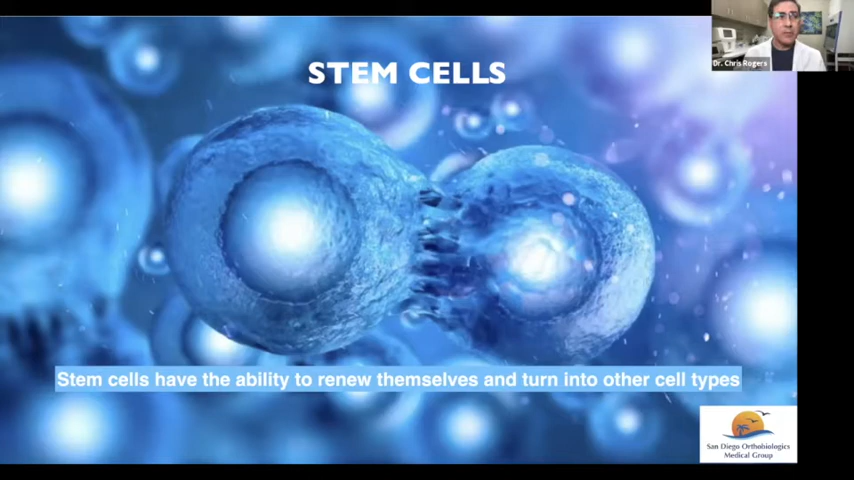 Dr. Chris Rogers
STEM CELLS
Stem cells have the ability to renew themselves and turn into other cell types
San Diego Orthobiologics
Medical Group